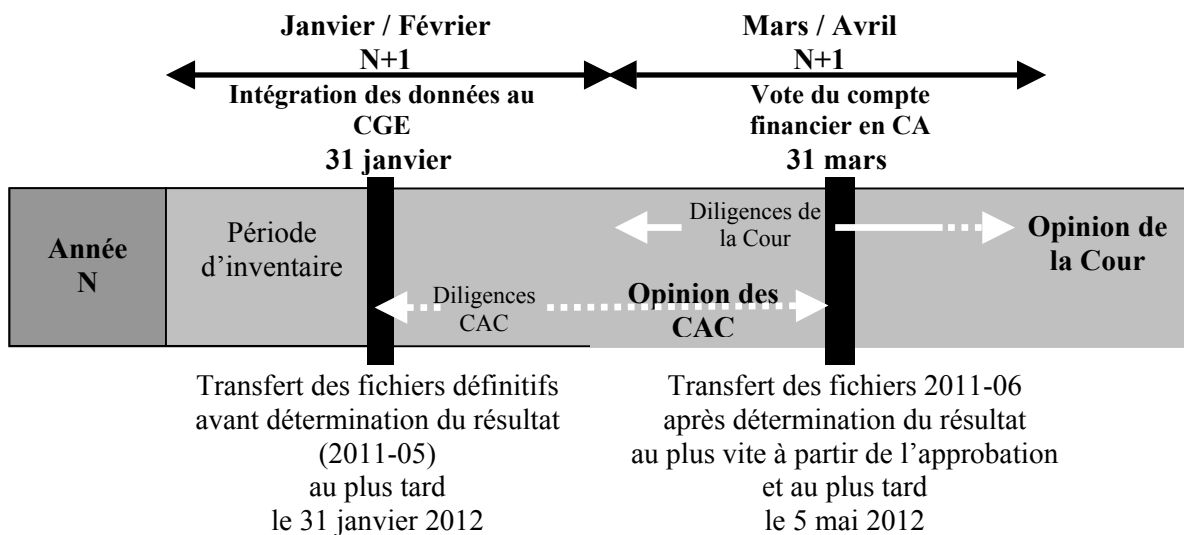 Janvier / Février
N+1
Intégration des données au
CGE
31 janvier
Mars / Avril
N+1
Vote du compte
financier en CA
31 mars
Année
N
Période
d’inventaire
Diligences
CAC
Opinion des
CAC
Diligences de
la Cour
Opinion de
la Cour
Transfert des fichiers définitifs
avant détermination du résultat
(2011-05)
au plus tard
le 31 janvier 2012
Transfert des fichiers 2011-06
après détermination du résultat
au plus vite à partir de l’approbation
et au plus tard
le 5 mai 2012